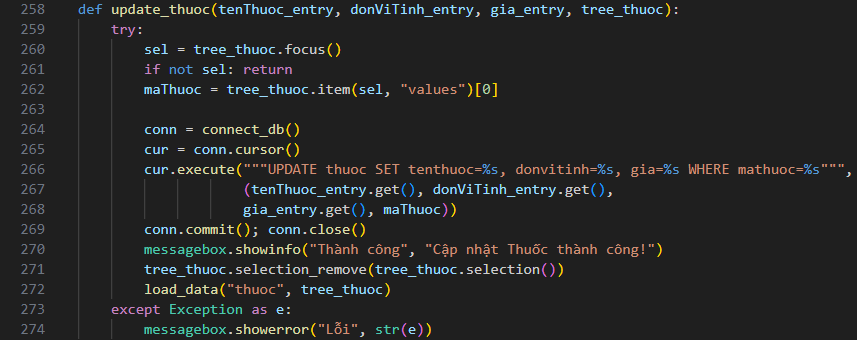 258 def update_thuoc(tenThuoc_entry, donViTinh_entry, gia_entry, tree_thuoc):
259     try:
260         sel = tree_thuoc.focus()
261         if not sel: return
262         maThuoc = tree_thuoc.item(sel, "values")[0]
263
264         conn = connect_db()
265         cur = conn.cursor()
266         cur.execute("""UPDATE thuoc SET tenthuoc=%s, donvitinh=%s, gia=%s WHERE mathuoc=%s""",
267                     (tenThuoc_entry.get(), donViTinh_entry.get(),
268                     gia_entry.get(), maThuoc))
269         conn.commit(); conn.close()
270         messagebox.showinfo("Thành công", "Cập nhật Thuốc thành công!")
271         tree_thuoc.selection_remove(tree_thuoc.selection())
272         load_data("thuoc", tree_thuoc)
273     except Exception as e:
274         messagebox.showerror("Lỗi", str(e))